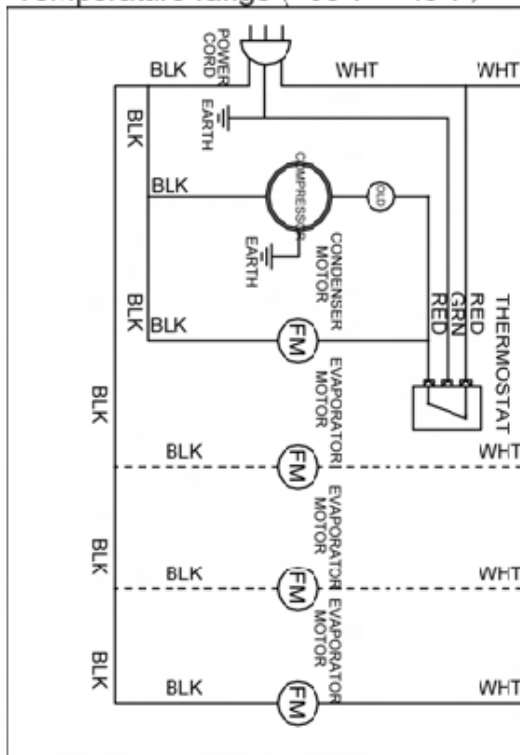 POWER
CORD
BLK
WHT
WHT
EARTH
BLK
BLK
COMPRESSOR
OLD
EARTH
CONDENSER
MOTOR
RED
GRN
RED
THERMOSTAT
BLK
BLK
FM
BLK
EVAPORATOR
MOTOR
BLK
FM
WHT
EVAPORATOR
MOTOR
BLK
BLK
FM
WHT
EVAPORATOR
MOTOR
BLK
BLK
FM
WHT